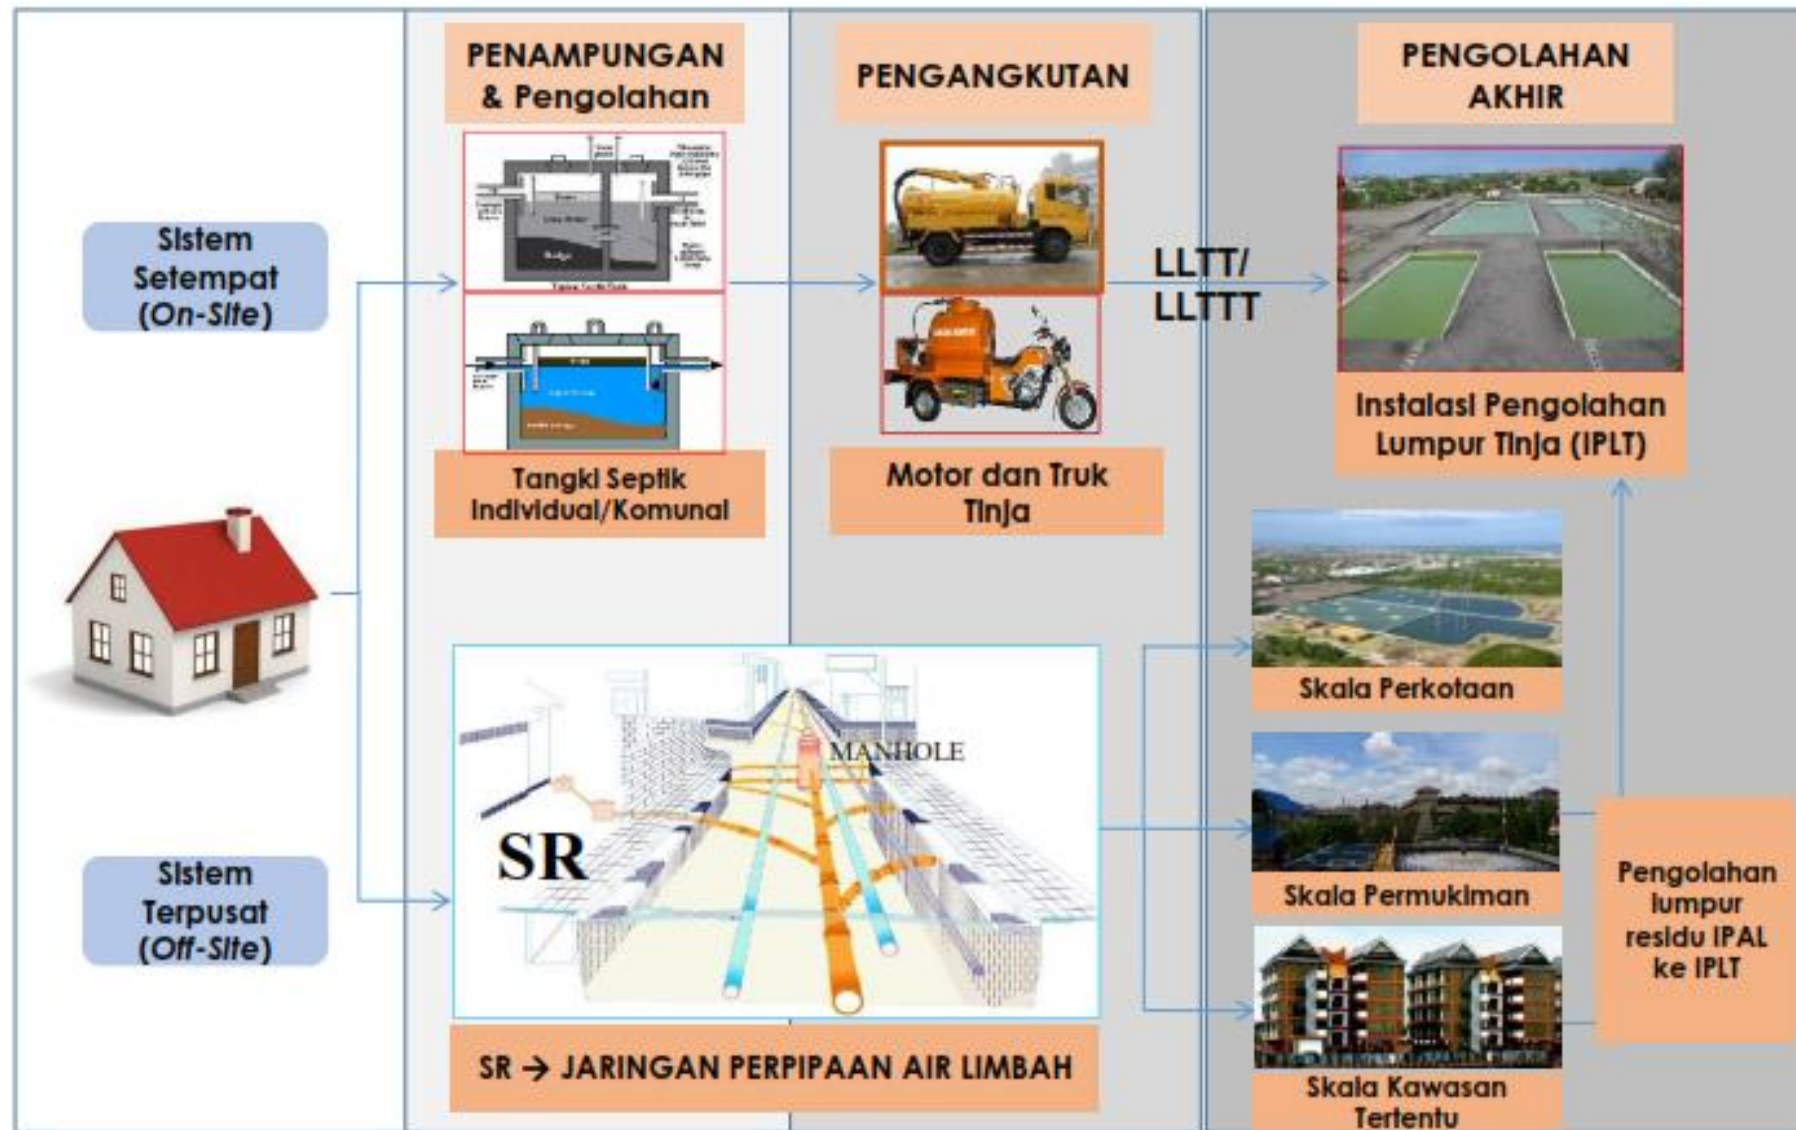 PENAMPUNGAN
& Pengolahan
PENGANGKUTAN
PENGOLAHAN
AKHIR
Sistem
Setempat
(On-Site)
LLTT/
LLTTT
Tangki Septik
Individual/Komunal
Motor dan Truk
Tinja
Instalasi Pengolahan
Lumpur Tinja (IPLT)
Skala Perkotaan
MANHOLE
SR
Skala Permukiman
Sistem
Terpusat
(Off-Site)
Pengolahan
lumpur
residu IPAL
ke IPLT
SR → JARINGAN PERPIPAAN AIR LIMBAH
Skala Kawasan
Tertentu